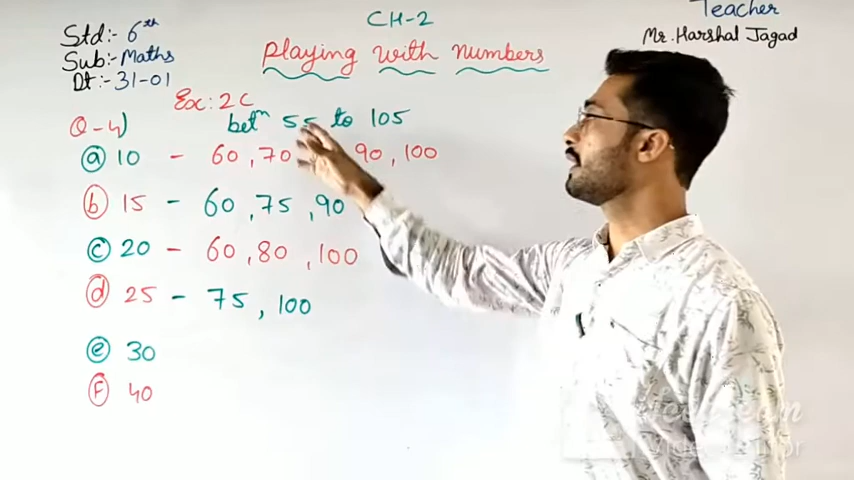 CH-2
Teacher
Mr. Harshal Jagad
Std:- 6th
Sub:- Maths
Dt:- 31-01
Playing with Numbers
Ex: 2C
Q-4)
betn 55 to 105
(a) 10 - 60, 70, 90, 100
(b) 15 - 60, 75, 90
(c) 20 - 60, 80, 100
(d) 25 - 75, 100
(e) 30
(F) 40